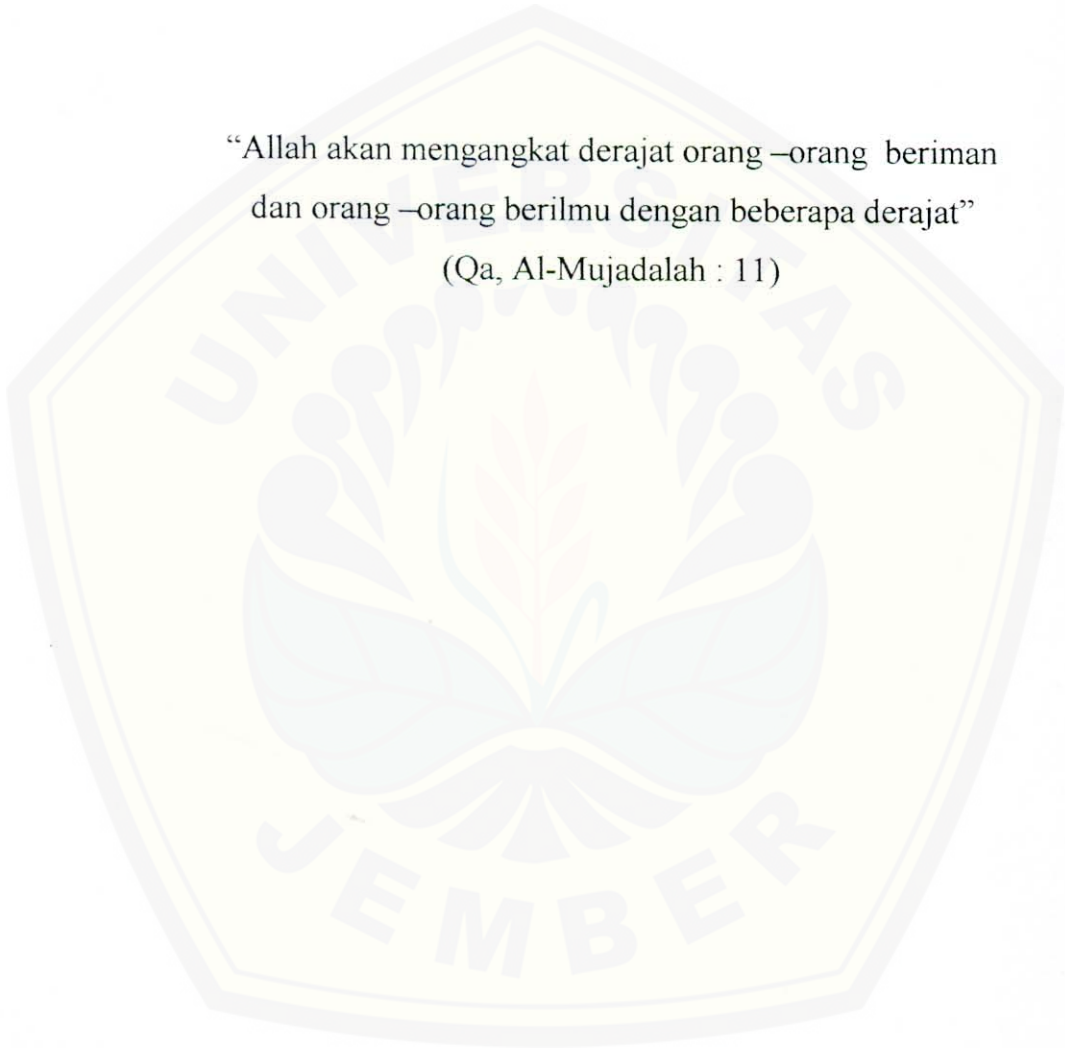 “Allah akan mengangkat derajat orang –orang  beriman
dan orang –orang berilmu dengan beberapa derajat”
(Qa, Al-Mujadalah : 11)
UNIVERSITAS
JEMBER